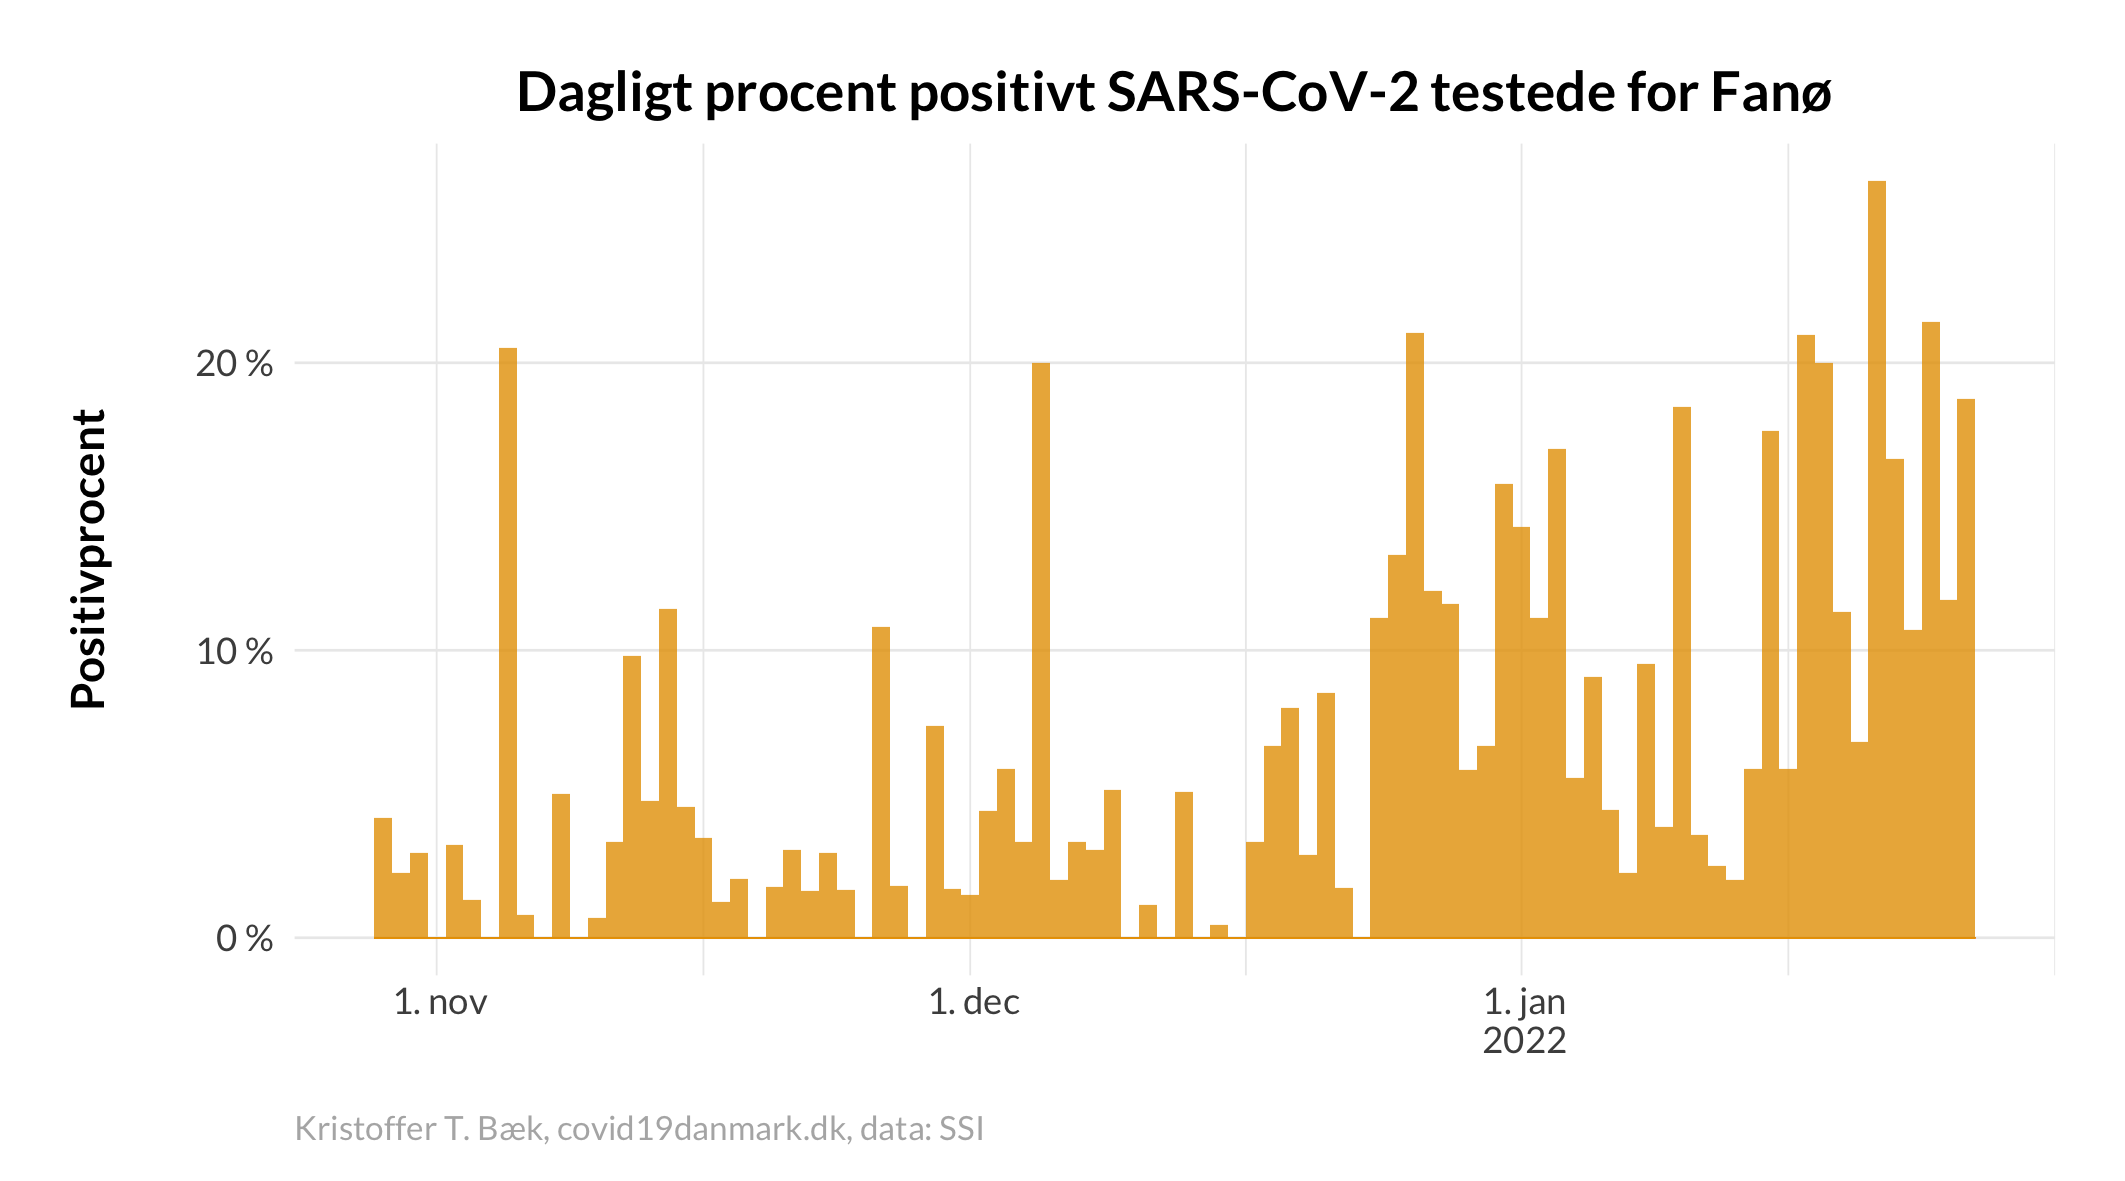 Dagligt procent positivt SARS-CoV-2 testede for Fanø
Positivprocent
20 %
10 %
0 %
1. nov
1. dec
1. jan
2022
Kristoffer T. Bæk, covid19danmark.dk, data: SSI